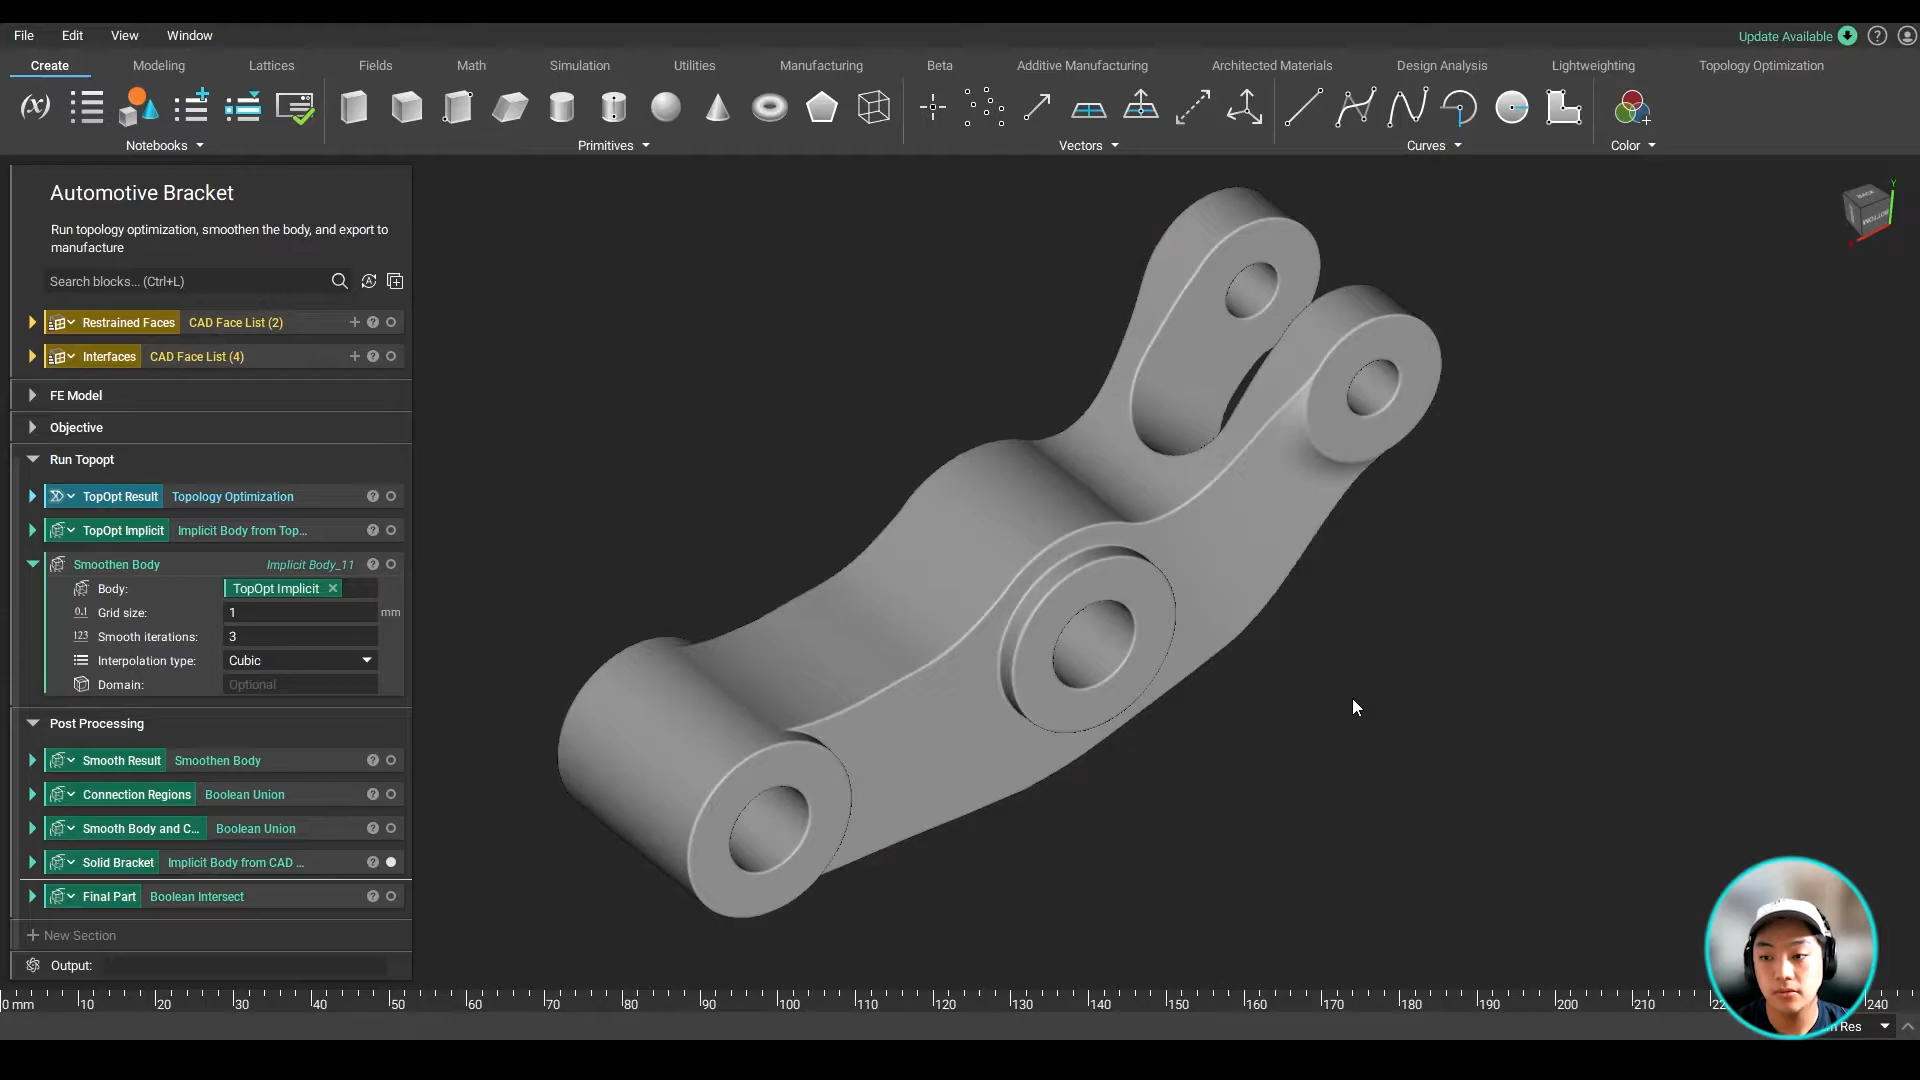 File Edit View Window
Update Available
Create Modeling Lattices Fields Math Simulation Utilities Manufacturing Beta Additive Manufacturing Architected Materials Design Analysis Lightweighting Topology Optimization
Notebooks Primitives Vectors Curves Color
Automotive Bracket
Run topology optimization, smoothen the body, and export to
manufacture
Search blocks... (Ctrl+L)
Restrained Faces CAD Face List (2)
Interfaces CAD Face List (4)
FE Model
Objective
Run Topopt
TopOpt Result Topology Optimization
TopOpt Implicit Implicit Body from Top...
Smoothen Body Implicit Body_11
Body: TopOpt Implicit
Grid size: 1 mm
Smooth iterations: 3
Interpolation type: Cubic
Domain: Optional
Post Processing
Smooth Result Smoothen Body
Connection Regions Boolean Union
Smooth Body and C... Boolean Union
Solid Bracket Implicit Body from CAD ...
Final Part Boolean Intersect
New Section
Output:
BACK
BOTTOM
Y
0 mm 10 20 30 40 50 60 70 80 90 100 110 120 130 140 150 160 170 180 190 200 210 240
Res